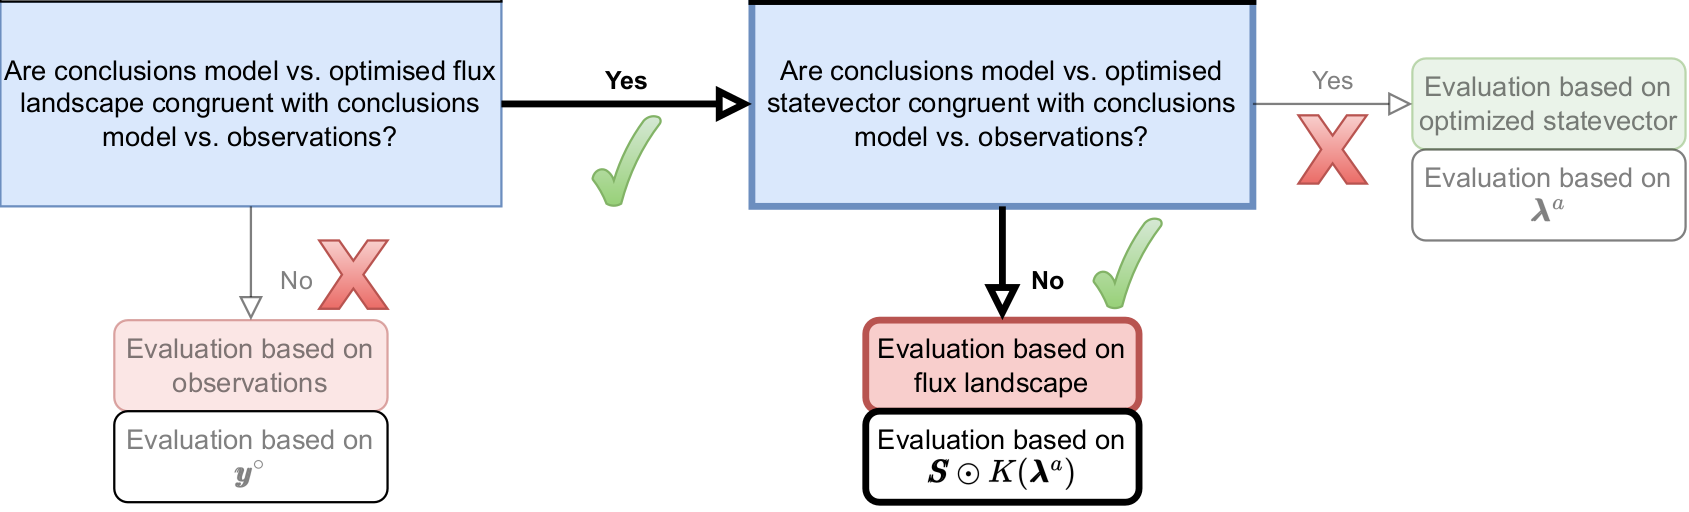 Are conclusions model vs. optimised flux
landscape congruent with conclusions
model vs. observations?
Yes
Are conclusions model vs. optimised
statevector congruent with conclusions
model vs. observations?
Yes
Evaluation based on
optimized statevector
Evaluation based on
λᵃ
No
Evaluation based on
observations
Evaluation based on
y°
No
Evaluation based on
flux landscape
Evaluation based on
S ⊙ K(λᵃ)